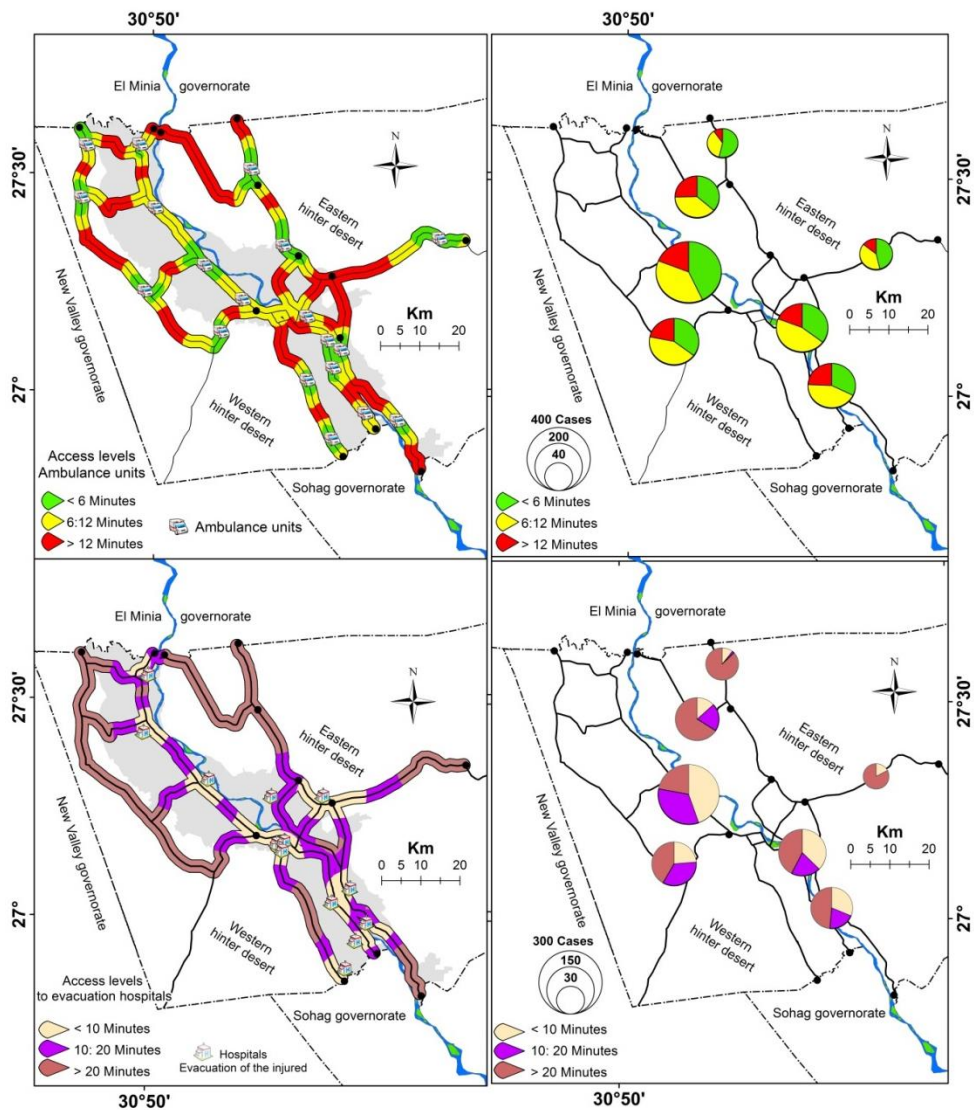 30°50'
30°50'
El Minia governorate
N
27°30'
Eastern
hinter desert
New Valley governorate
Km
0 5 10 20
27°
Western
hinter desert
Access levels
Ambulance units
< 6 Minutes
6:12 Minutes
> 12 Minutes
Ambulance units
Sohag governorate
El Minia governorate
N
27°30'
Eastern
hinter desert
New Valley governorate
Km
0 5 10 20
27°
Western
hinter desert
400 Cases
200
40
< 6 Minutes
6:12 Minutes
> 12 Minutes
Sohag governorate
30°50'
30°50'
El Minia governorate
N
27°30'
Eastern
hinter desert
New Valley governorate
Km
0 5 10 20
27°
Western
hinter desert
Access levels
to evacuation hospitals
< 10 Minutes
10: 20 Minutes
> 20 Minutes
Hospitals
Evacuation of the injured
Sohag governorate
El Minia governorate
N
27°30'
Eastern
hinter desert
New Valley governorate
Km
0 5 10 20
27°
Western
hinter desert
300 Cases
150
30
< 10 Minutes
10: 20 Minutes
> 20 Minutes
Sohag governorate
30°50'
30°50'